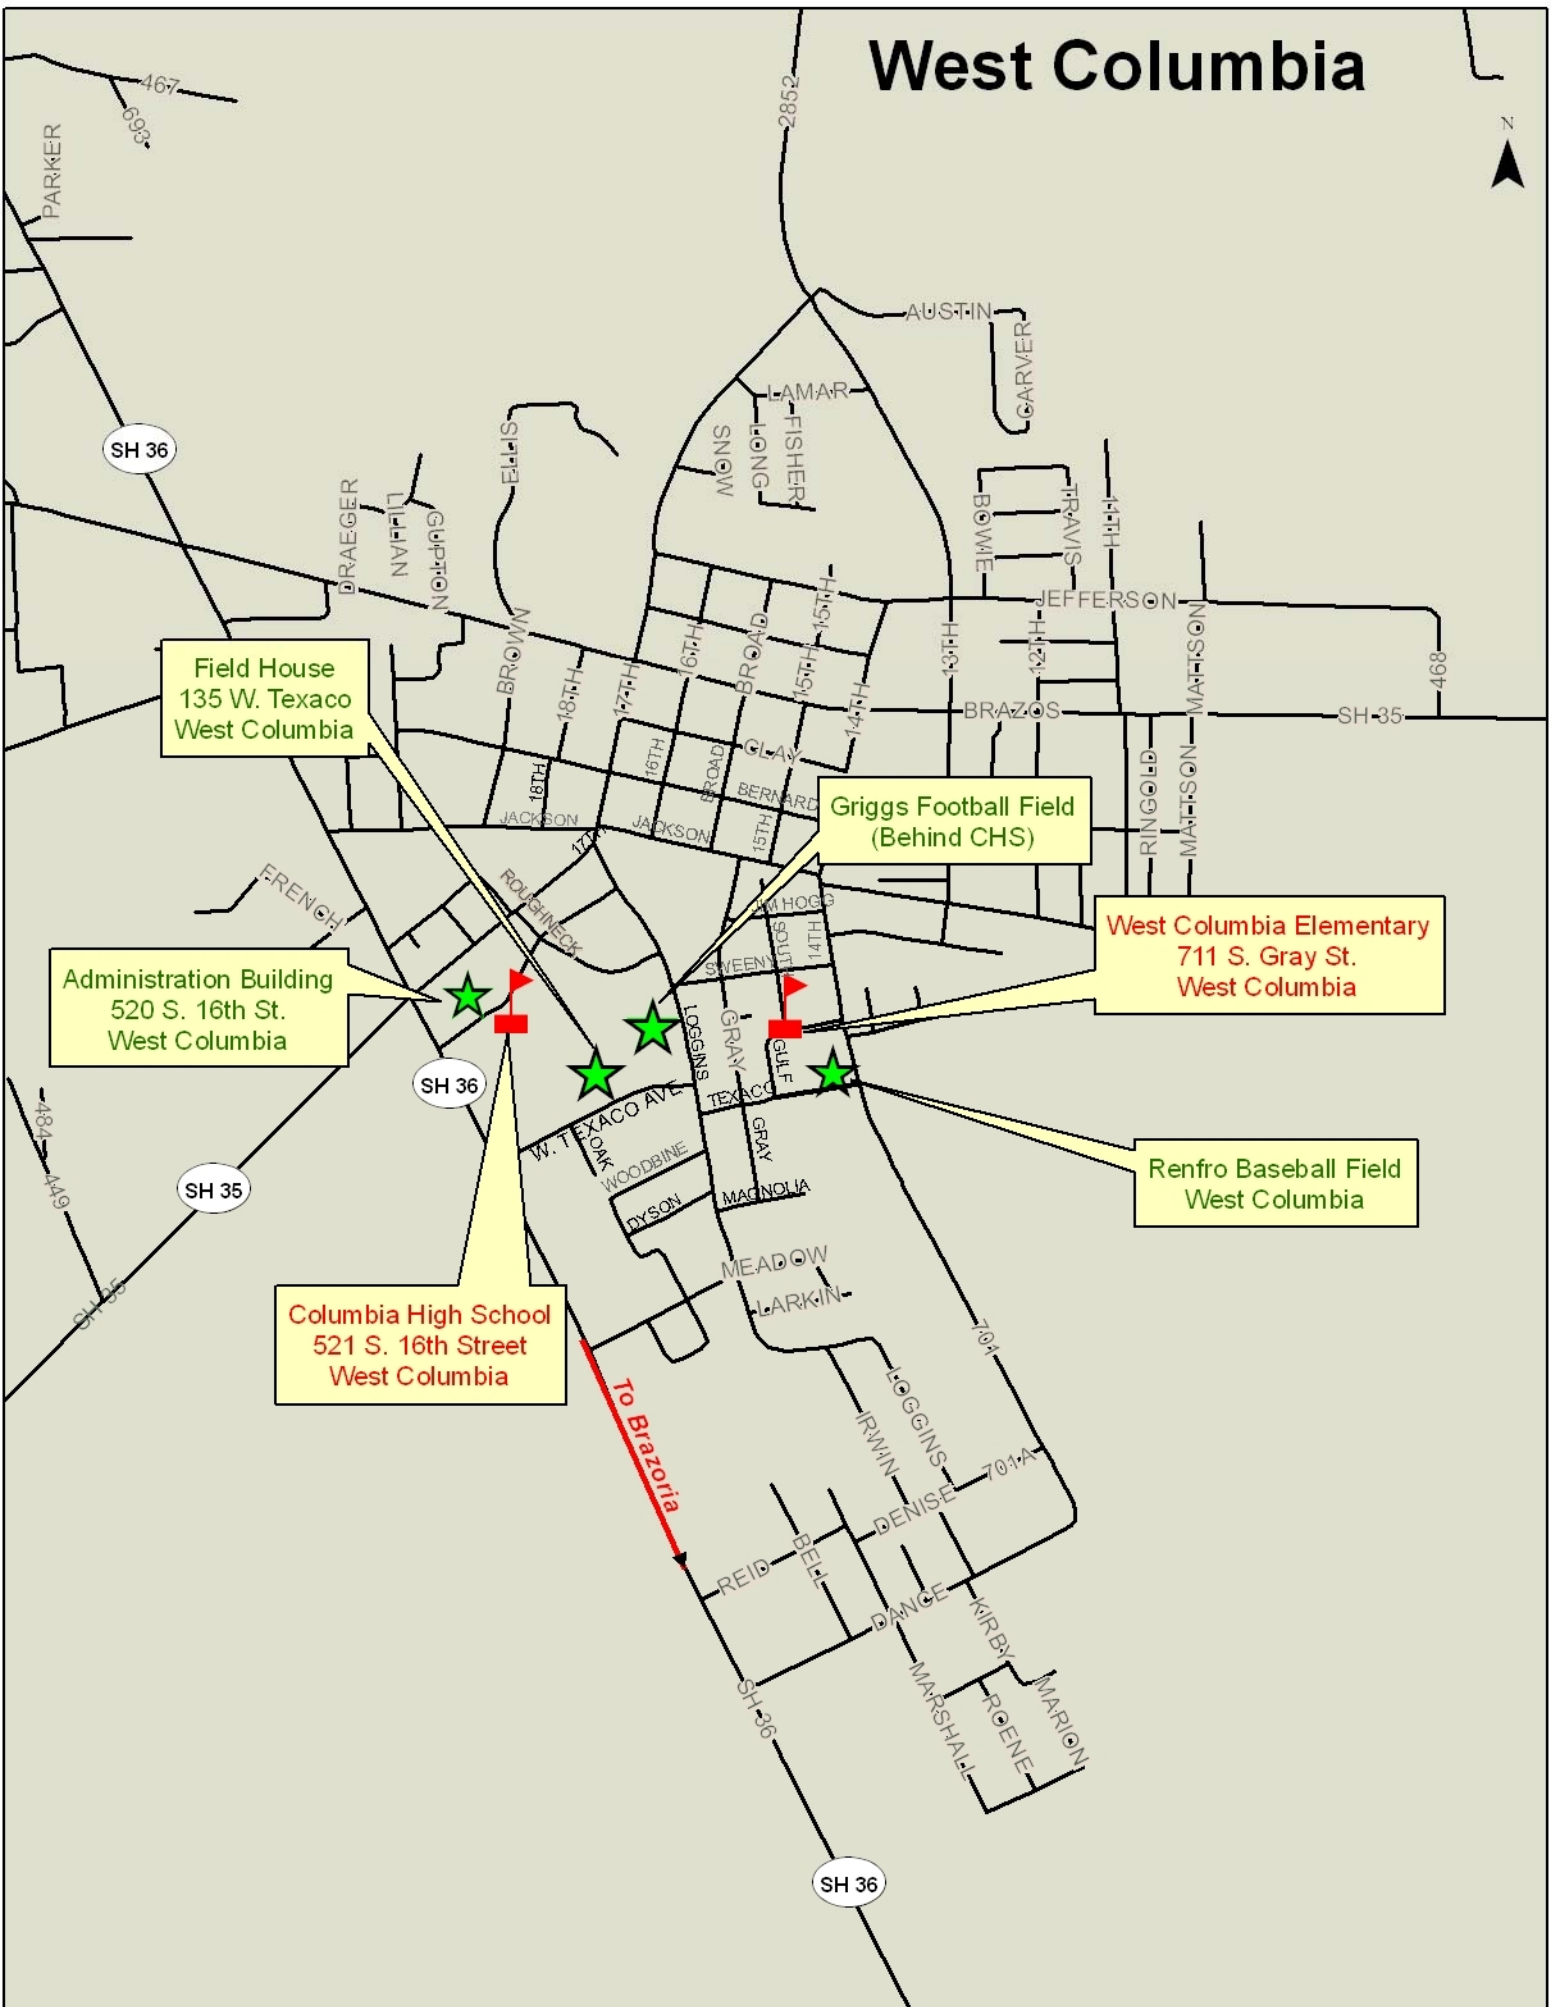 West Columbia
N
467
693
PARKER
2852
AUSTIN
CARVER
LAMAR
SNOW
LONG
FISHER
SH 36
ELLIS
DRAEGER
LILLIAN
GUPTON
BOWIE
TRAVIS
11TH
JEFFERSON
15TH
BROWN
16TH
BROAD
13TH
12TH
MATTSON
468
18TH
17TH
15TH
14TH
BRAZOS
SH-35
Field House
135 W. Texaco
West Columbia
CLAY
16TH
BROAD
18TH
BERNARD
RINGOLD
MATTSON
JACKSON
JACKSON
15TH
17TH
Griggs Football Field
(Behind CHS)
FRENCH
ROUGHNECK
JIM HOGG
SOUTH
14TH
SWEENY
West Columbia Elementary
711 S. Gray St.
West Columbia
Administration Building
520 S. 16th St.
West Columbia
LOGGINS
GRAY
GULF
SH 36
TEXACO
W. TEXACO AVE
OAK
GRAY
WOODBINE
484
449
SH 35
DYSON
MAGNOLIA
Renfro Baseball Field
West Columbia
MEADOW
LARKIN
SH-35
Columbia High School
521 S. 16th Street
West Columbia
701
To Brazoria
LOGGINS
IRWIN
701A
DENISE
REID
BELL
DANCE
KIRBY
MARSHALL
ROENE
MARION
SH-36
SH 36